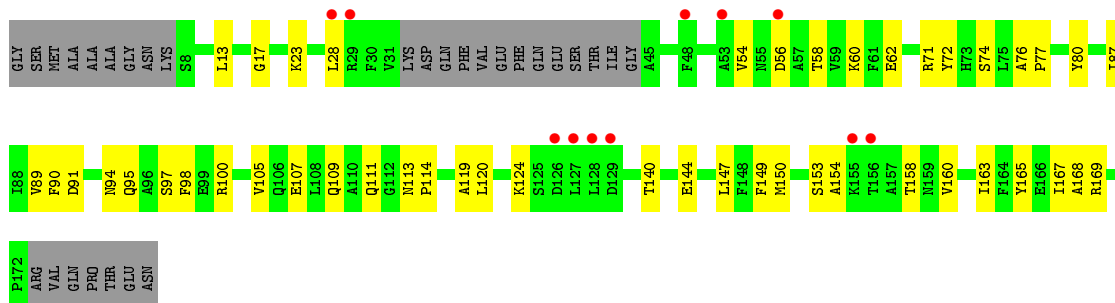 GLY SER MET ALA ALA ALA ALA GLY ASN LYS S8 L13 G17 K23 L28 R29 F30 V31 LYS ASP GLN PHE VAL GLU PHE GLN GLN GLU SER THR ILE GLY A45 F48 A53 V54 N55 D56 A57 T58 V59 K60 F61 E62 R71 Y72 H73 S74 L75 A76 P77 Y80 I87
I88 V89 F90 D91 N94 Q95 A96 S97 F98 E99 R100 V105 Q106 E107 L108 Q109 A110 Q111 G112 N113 P114 A119 L120 K124 S125 D126 L127 L128 D129 T140 E144 L147 F148 F149 M150 S153 A154 Y155 T156 A157 T158 N159 V160 I163 F164 Y165 E166 I167 A168 R169
P172 ARG VAL GLN PRO THR GLU ASN